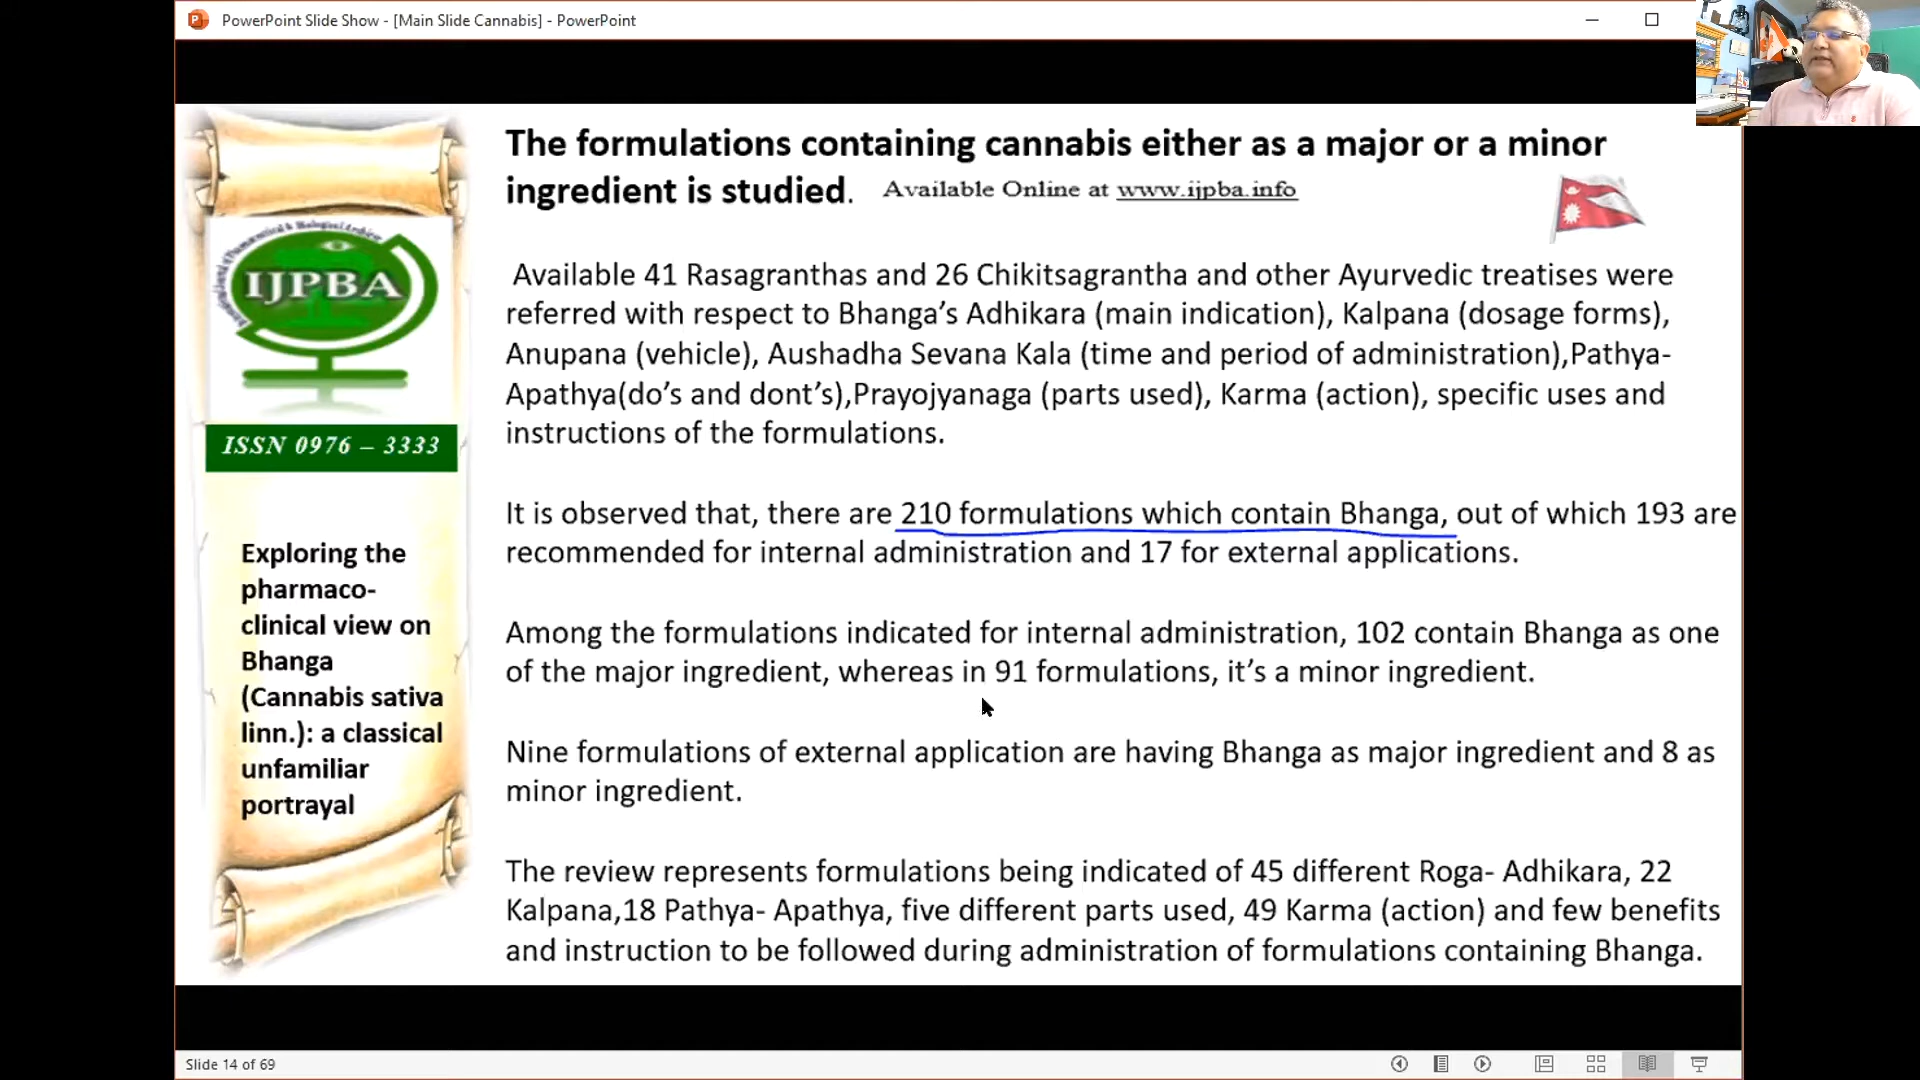 PowerPoint Slide Show - [Main Slide Cannabis] - PowerPoint
The formulations containing cannabis either as a major or a minor
ingredient is studied. Available Online at www.ijpba.info
IJPBA
ISSN 0976 – 3333
Exploring the
pharmaco-
clinical view on
Bhanga
(Cannabis sativa
linn.): a classical
unfamiliar
portrayal
Available 41 Rasagranthas and 26 Chikitsagrantha and other Ayurvedic treatises were
referred with respect to Bhanga’s Adhikara (main indication), Kalpana (dosage forms),
Anupana (vehicle), Aushadha Sevana Kala (time and period of administration),Pathya-
Apathya(do’s and dont’s),Prayojyanaga (parts used), Karma (action), specific uses and
instructions of the formulations.
It is observed that, there are 210 formulations which contain Bhanga, out of which 193 are
recommended for internal administration and 17 for external applications.
Among the formulations indicated for internal administration, 102 contain Bhanga as one
of the major ingredient, whereas in 91 formulations, it’s a minor ingredient.
Nine formulations of external application are having Bhanga as major ingredient and 8 as
minor ingredient.
The review represents formulations being indicated of 45 different Roga- Adhikara, 22
Kalpana,18 Pathya- Apathya, five different parts used, 49 Karma (action) and few benefits
and instruction to be followed during administration of formulations containing Bhanga.
Slide 14 of 69